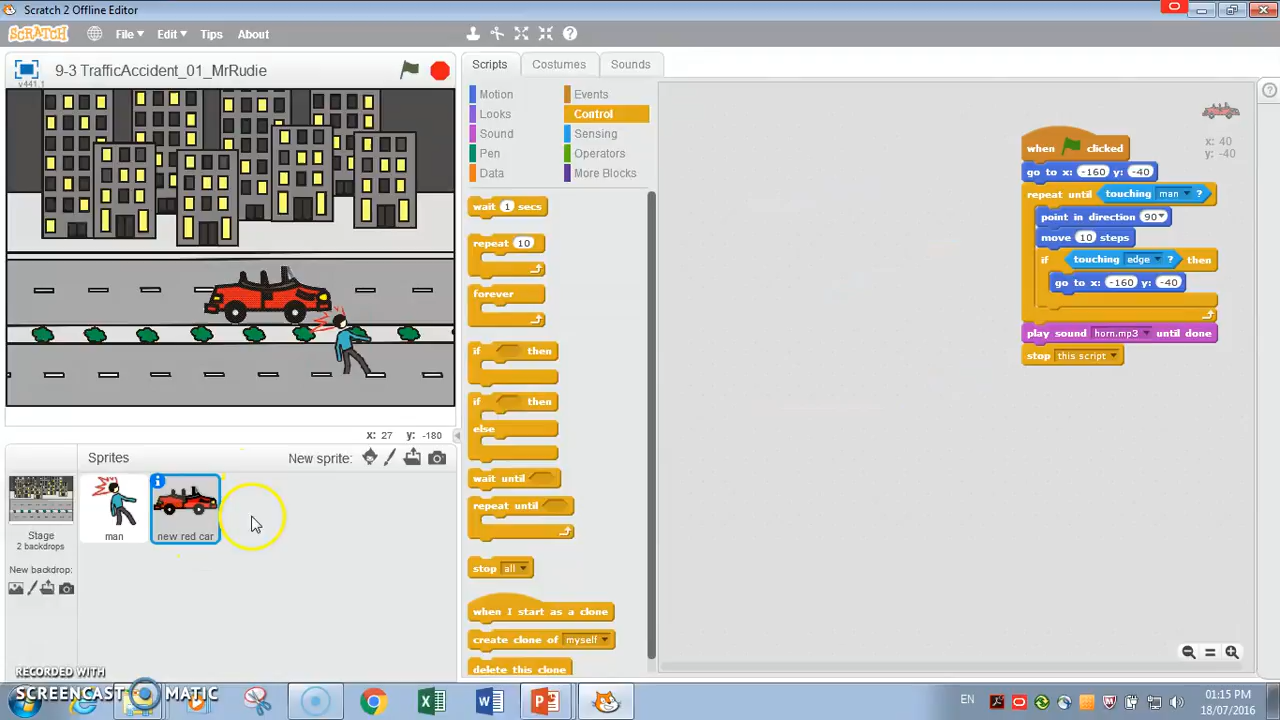 Scratch 2 Offline Editor
SCRATCH File Edit Tips About
9-3 TrafficAccident_01_MrRudie
v441.1
Scripts Costumes Sounds
Motion Events
Looks Control
Sound Sensing
Pen Operators
Data More Blocks
wait 1 secs
repeat 10
forever
if then
if then
else
wait until
repeat until
stop all
when I start as a clone
create clone of myself
delete this clone
x: 40
y: -40
when clicked
go to x: -160 y: -40
repeat until touching man ?
point in direction 90
move 10 steps
if touching edge ? then
go to x: -160 y: -40
play sound horn.mp3 until done
stop this script
x: 27 y: -180
Sprites New sprite:
Stage
2 backdrops
man
new red car
New backdrop:
RECORDED WITH
SCREENCAST MATIC
EN
01:15 PM
18/07/2016